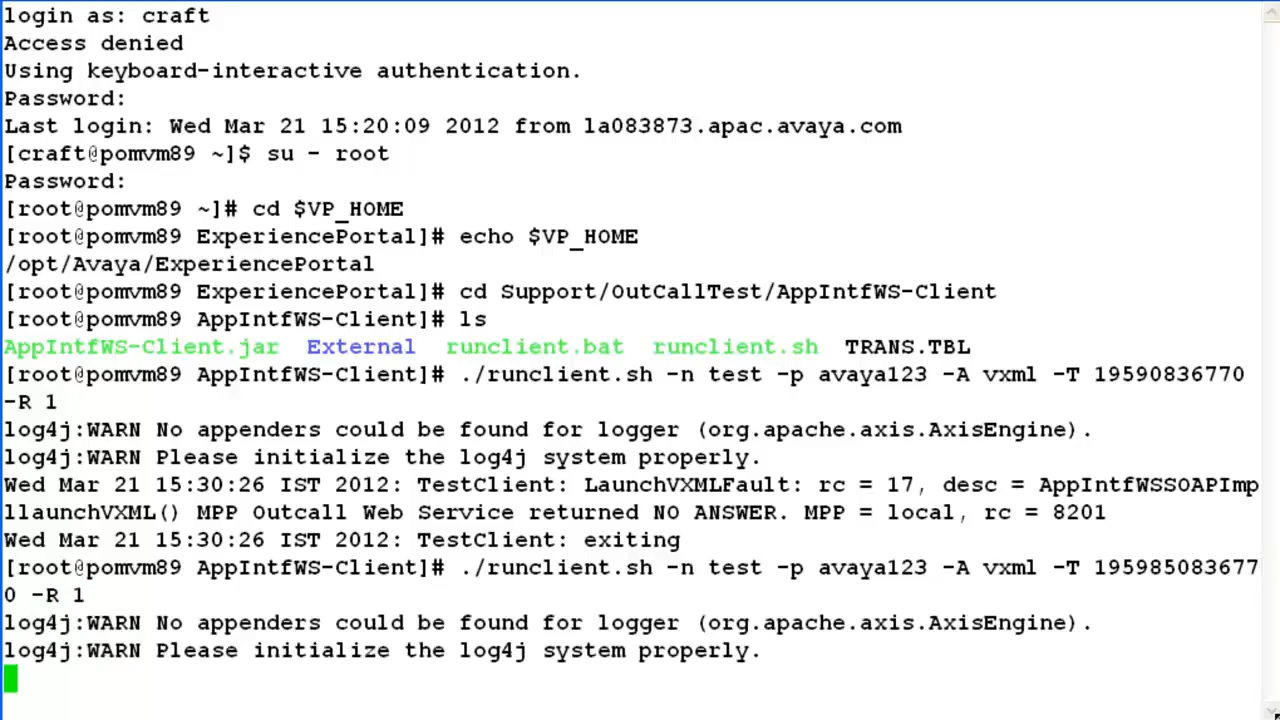 login as: craft
Access denied
Using keyboard-interactive authentication.
Password:
Last login: Wed Mar 21 15:20:09 2012 from la083873.apac.avaya.com
[craft@pomvm89 ~]$ su - root
Password:
[root@pomvm89 ~]# cd $VP_HOME
[root@pomvm89 ExperiencePortal]# echo $VP_HOME
/opt/Avaya/ExperiencePortal
[root@pomvm89 ExperiencePortal]# cd Support/OutCallTest/AppIntfWS-Client
[root@pomvm89 AppIntfWS-Client]# ls
AppIntfWS-Client.jar  External  runclient.bat  runclient.sh  TRANS.TBL
[root@pomvm89 AppIntfWS-Client]# ./runclient.sh -n test -p avaya123 -A vxml -T 19590836770
-R 1
log4j:WARN No appenders could be found for logger (org.apache.axis.AxisEngine).
log4j:WARN Please initialize the log4j system properly.
Wed Mar 21 15:30:26 IST 2012: TestClient: LaunchVXMLFault: rc = 17, desc = AppIntfWSSOAPImp
llaunchVXML() MPP Outcall Web Service returned NO ANSWER. MPP = local, rc = 8201
Wed Mar 21 15:30:26 IST 2012: TestClient: exiting
[root@pomvm89 AppIntfWS-Client]# ./runclient.sh -n test -p avaya123 -A vxml -T 195985083677
0 -R 1
log4j:WARN No appenders could be found for logger (org.apache.axis.AxisEngine).
log4j:WARN Please initialize the log4j system properly.